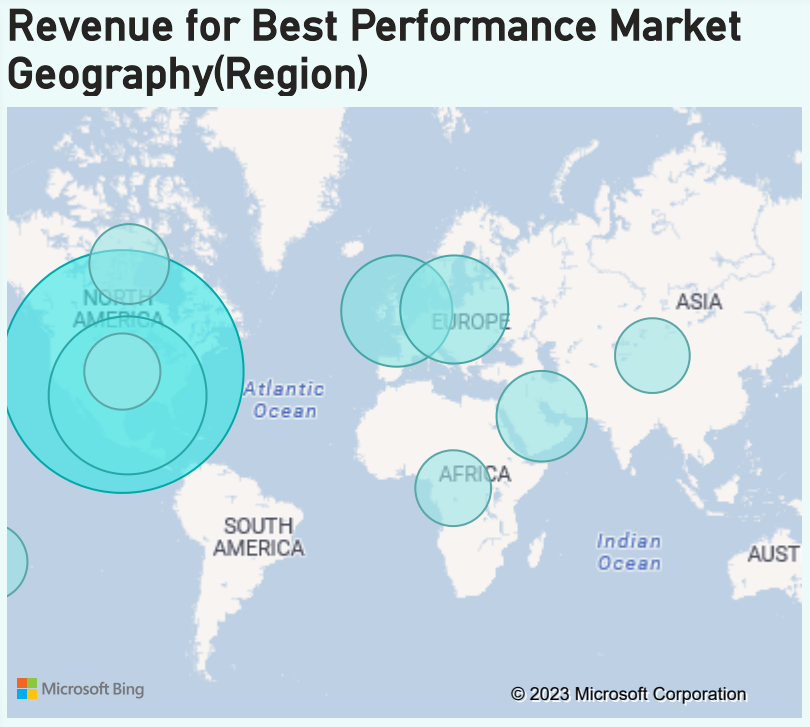 Revenue for Best Performance Market
Geography(Region)
NORTH
AMERICA
EUROPE
ASIA
Atlantic
Ocean
AFRICA
SOUTH
AMERICA
Indian
Ocean
AUST
Microsoft Bing
© 2023 Microsoft Corporation